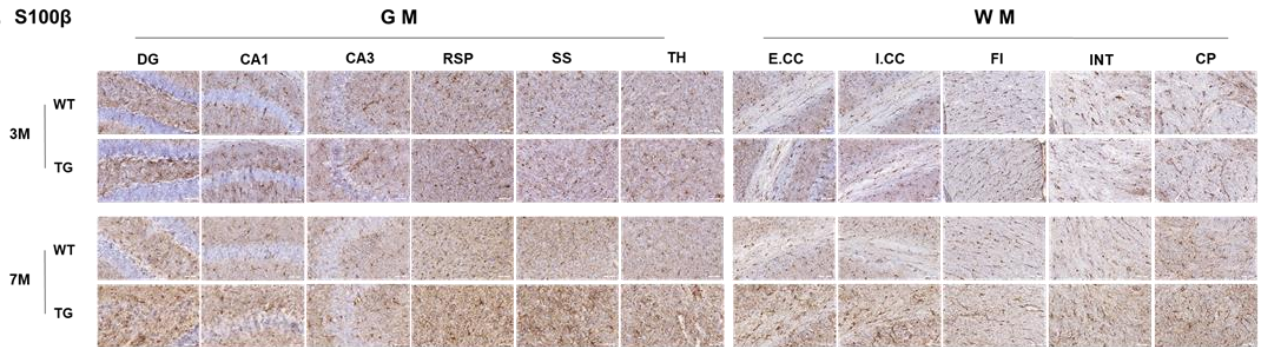 S100β
G M
W M
DG CA1 CA3 RSP SS TH E.CC I.CC FI INT CP
WT
3M
TG
WT
7M
TG